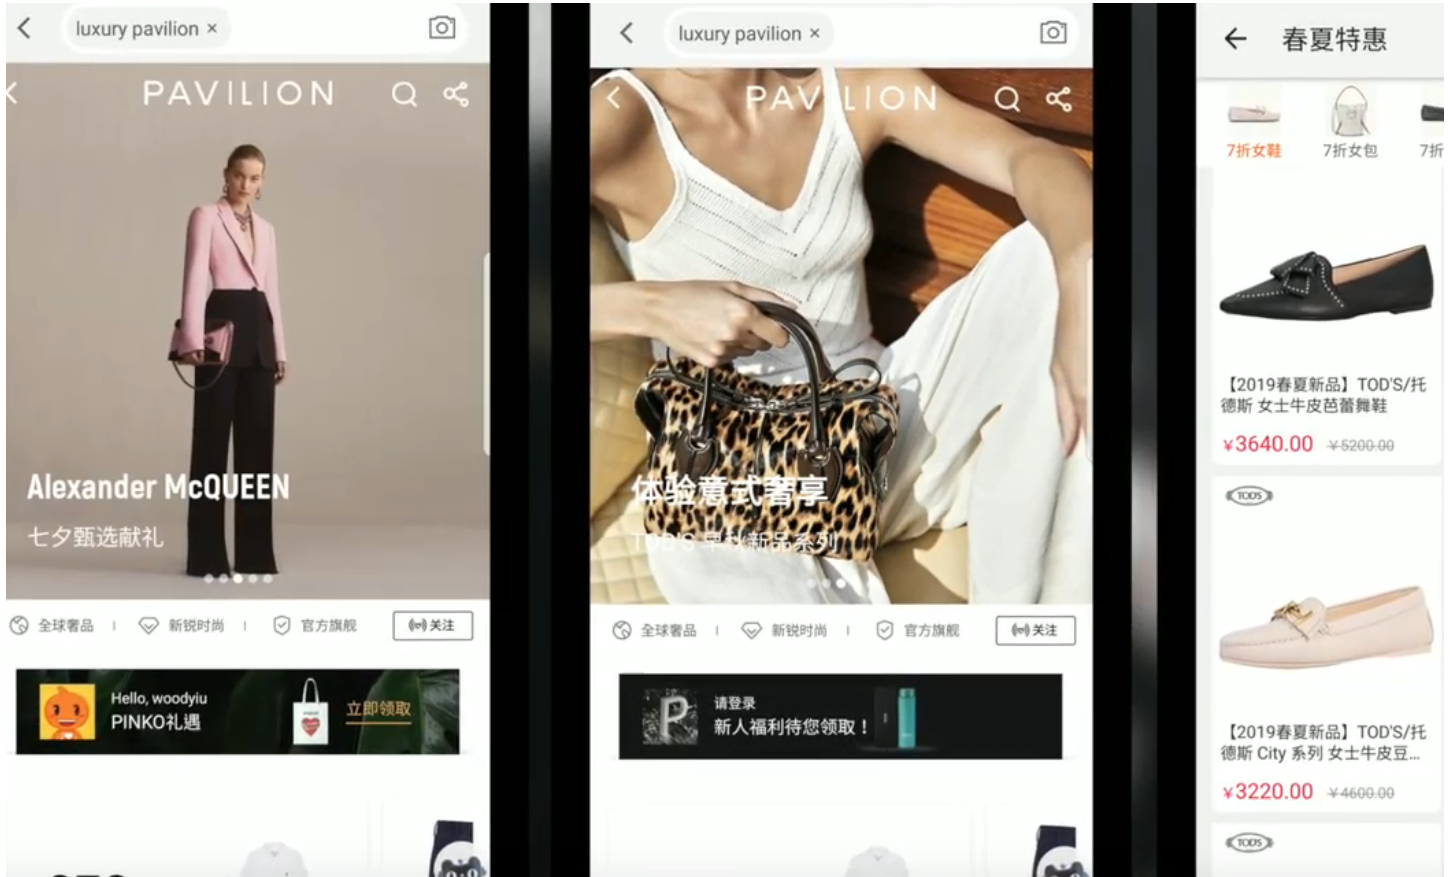 luxury pavilion ×
PAVILION
Alexander McQUEEN
七夕甄选献礼
全球奢品
新锐时尚
官方旗舰
关注
Hello, woodyiu
PINKO礼遇
立即领取
luxury pavilion ×
PAVILION
体验意式奢享
TOD'S 早秋新品系列
全球奢品
新锐时尚
官方旗舰
关注
P
请登录
新人福利待您领取！
春夏特惠
7折女鞋
7折女包
7折
【2019春夏新品】TOD'S/托
德斯 女士牛皮芭蕾舞鞋
¥3640.00 ¥5200.00
TOD'S
【2019春夏新品】TOD'S/托
德斯 City 系列 女士牛皮豆...
¥3220.00 ¥4600.00
TOD'S